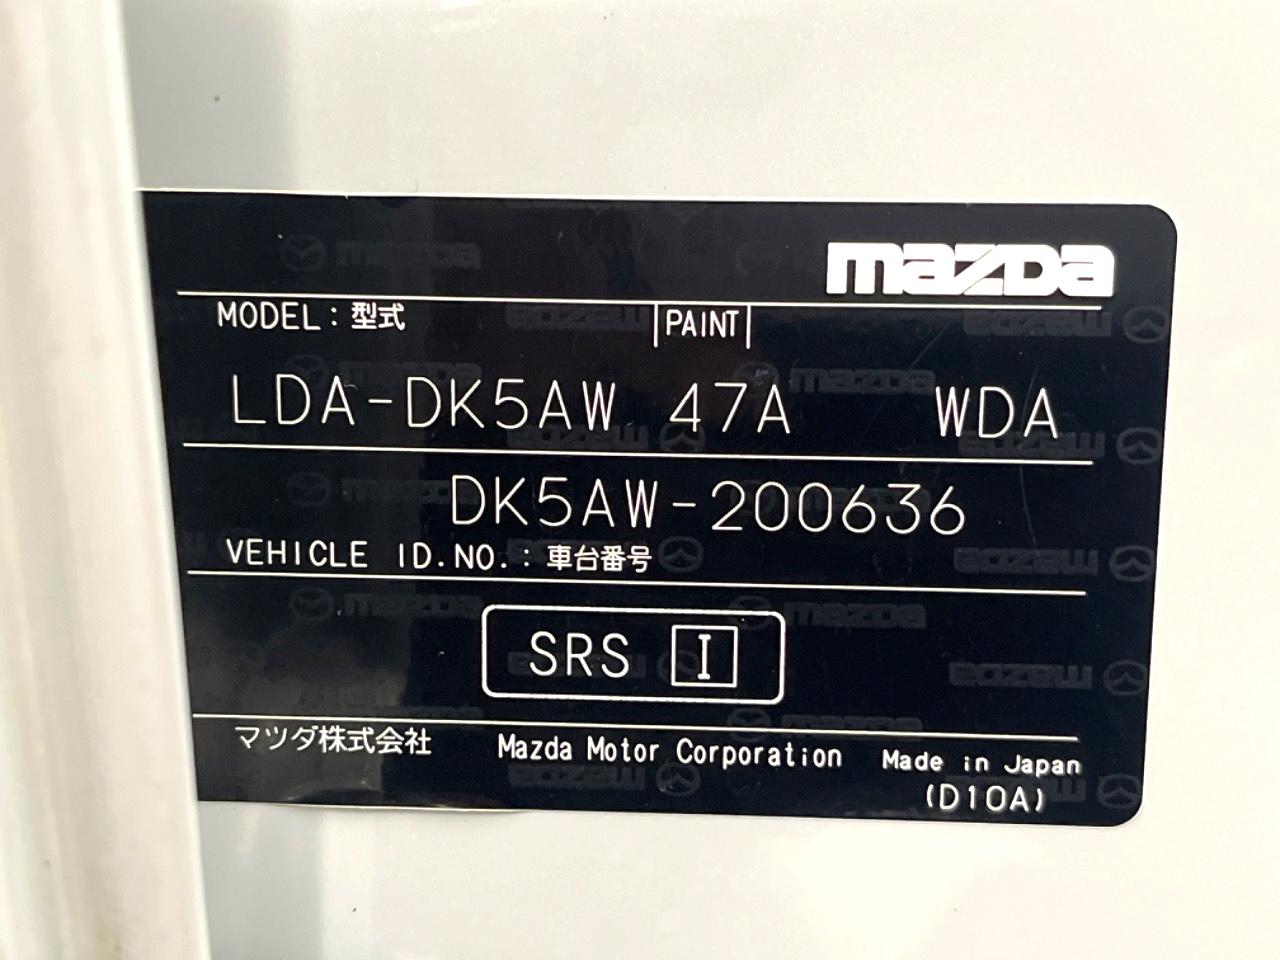 mazda
MODEL：型式 |PAINT|
LDA-DK5AW 47A WDA
DK5AW-200636
VEHICLE ID.NO.：車台番号
SRS I
マツダ株式会社 Mazda Motor Corporation Made in Japan
(D10A)